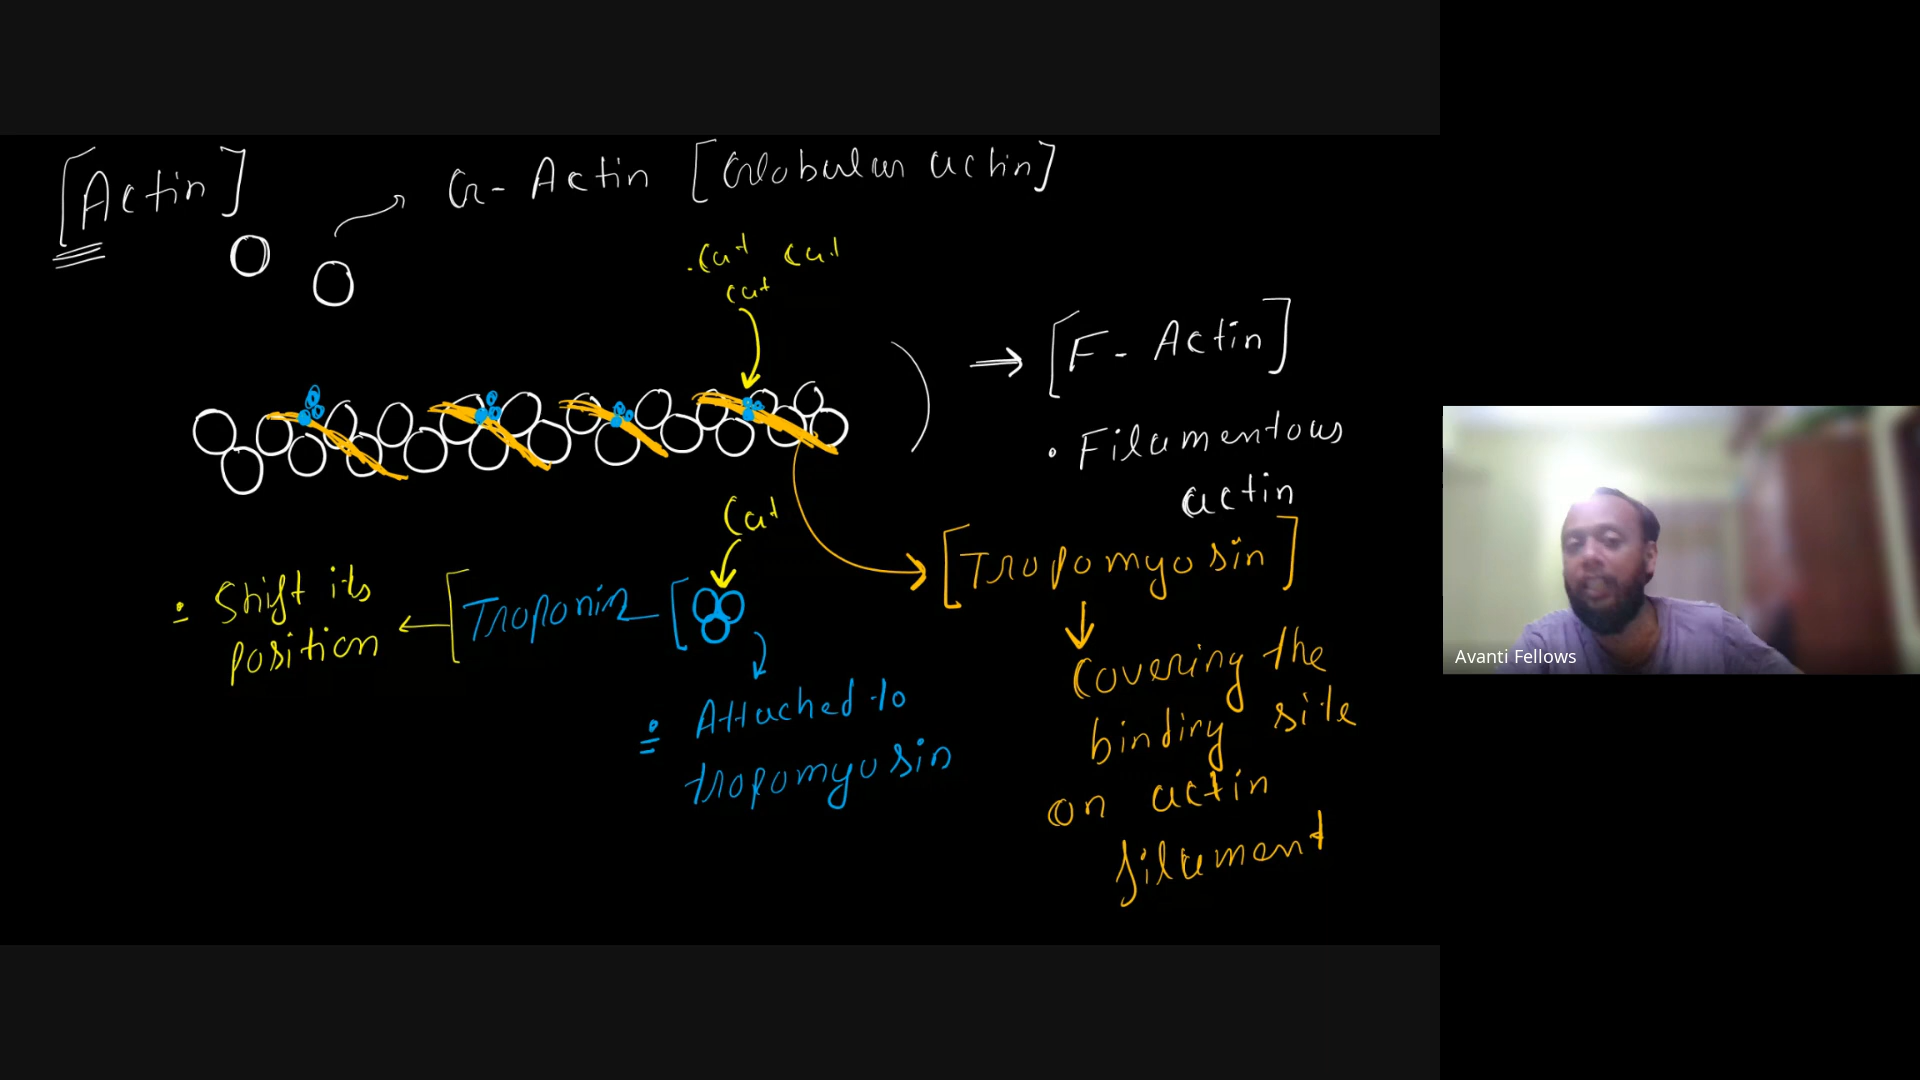 [Actin]
G-Actin [Globular actin]
Ca+ Ca+
Ca+
⇒ [F-Actin]
• Filamentous
actin
Ca+
[Tropomyosin]
Shift its
position
[Troponin - [
Covering the
binding site
on actin
filament
Attached to
tropomyosin
Avanti Fellows